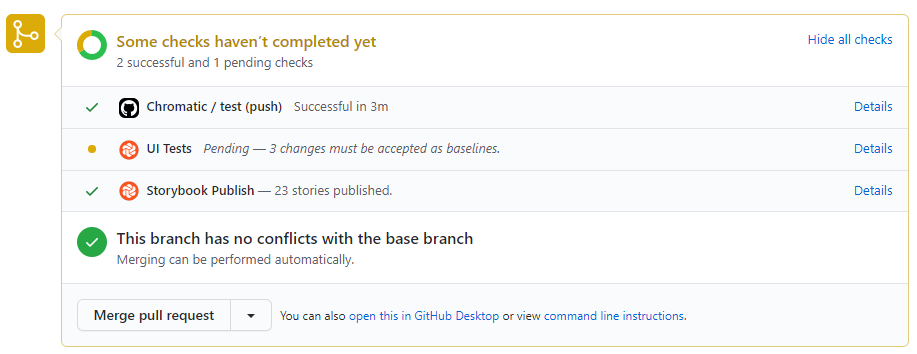 Some checks haven't completed yet
Hide all checks
2 successful and 1 pending checks
Chromatic / test (push) Successful in 3m
Details
UI Tests Pending — 3 changes must be accepted as baselines.
Details
Storybook Publish — 23 stories published.
Details
This branch has no conflicts with the base branch
Merging can be performed automatically.
Merge pull request
You can also open this in GitHub Desktop or view command line instructions.